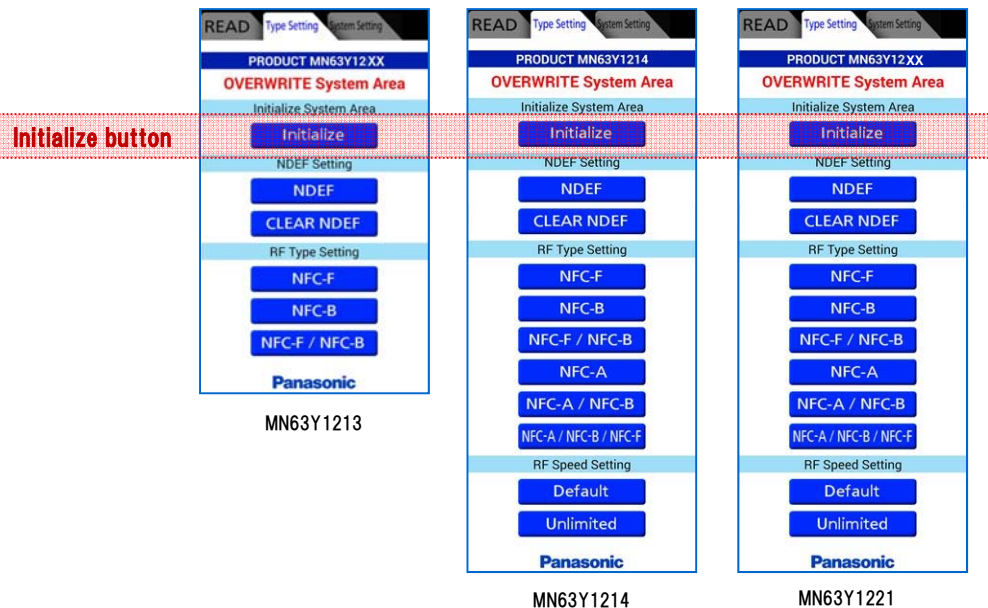 Initialize button
READ Type Setting System Setting
PRODUCT MN63Y12XX
OVERWRITE System Area
Initialize System Area
Initialize
NDEF Setting
NDEF
CLEAR NDEF
RF Type Setting
NFC-F
NFC-B
NFC-F / NFC-B
Panasonic
MN63Y1213
READ Type Setting System Setting
PRODUCT MN63Y1214
OVERWRITE System Area
Initialize System Area
Initialize
NDEF Setting
NDEF
CLEAR NDEF
RF Type Setting
NFC-F
NFC-B
NFC-F / NFC-B
NFC-A
NFC-A / NFC-B
NFC-A / NFC-B / NFC-F
RF Speed Setting
Default
Unlimited
Panasonic
MN63Y1214
READ Type Setting System Setting
PRODUCT MN63Y12XX
OVERWRITE System Area
Initialize System Area
Initialize
NDEF Setting
NDEF
CLEAR NDEF
RF Type Setting
NFC-F
NFC-B
NFC-F / NFC-B
NFC-A
NFC-A / NFC-B
NFC-A / NFC-B / NFC-F
RF Speed Setting
Default
Unlimited
Panasonic
MN63Y1221